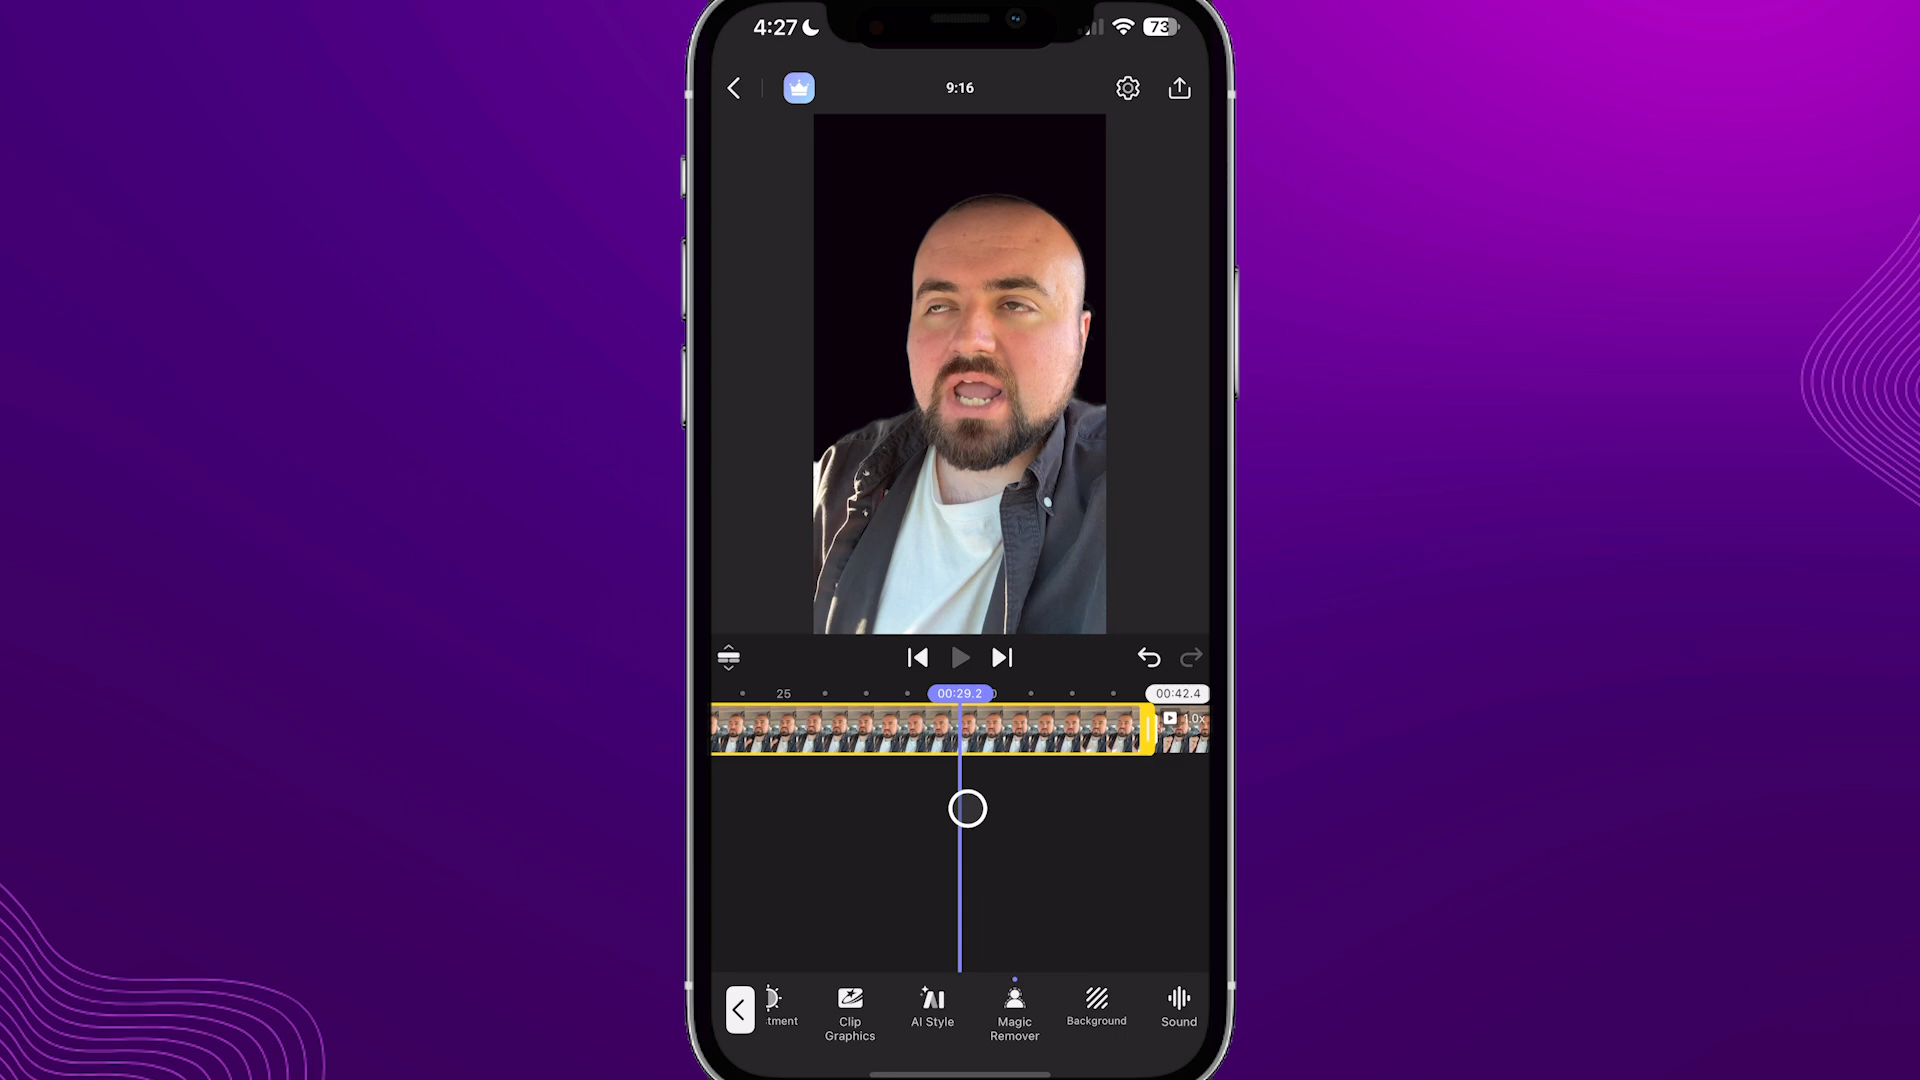 4:27
73
9:16
25
00:29.2
00:42.4
1.0x
tment
Clip
Graphics
AI
AI Style
Magic
Remover
Background
Sound